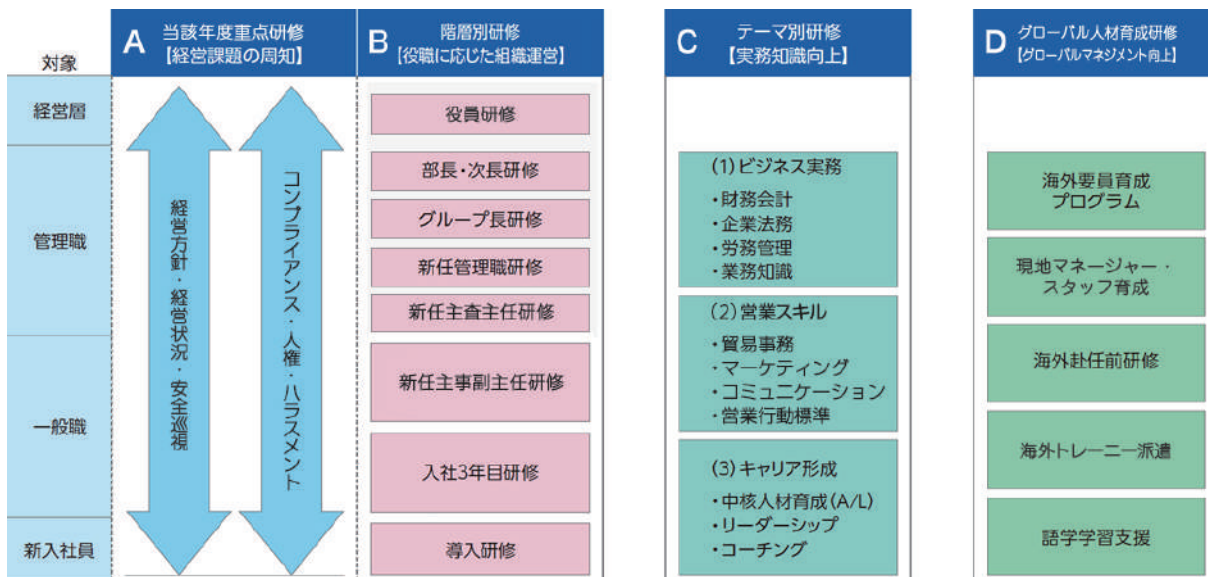 対象
A 当該年度重点研修
【経営課題の周知】
B 階層別研修
【役職に応じた組織運営】
C テーマ別研修
【実務知識向上】
D グローバル人材育成研修
【グローバルマネジメント向上】
経営層
管理職
一般職
新入社員
経営方針・経営状況・安全巡視
コンプライアンス・人権・ハラスメント
役員研修
部長・次長研修
グループ長研修
新任管理職研修
新任主査主任研修
新任主事副主任研修
入社3年目研修
導入研修
(1)ビジネス実務
・財務会計
・企業法務
・労務管理
・業務知識
(2)営業スキル
・貿易事務
・マーケティング
・コミュニケーション
・営業行動標準
(3)キャリア形成
・中核人材育成(A/L)
・リーダーシップ
・コーチング
海外要員育成
プログラム
現地マネージャー・
スタッフ育成
海外赴任前研修
海外トレーニー派遣
語学学習支援